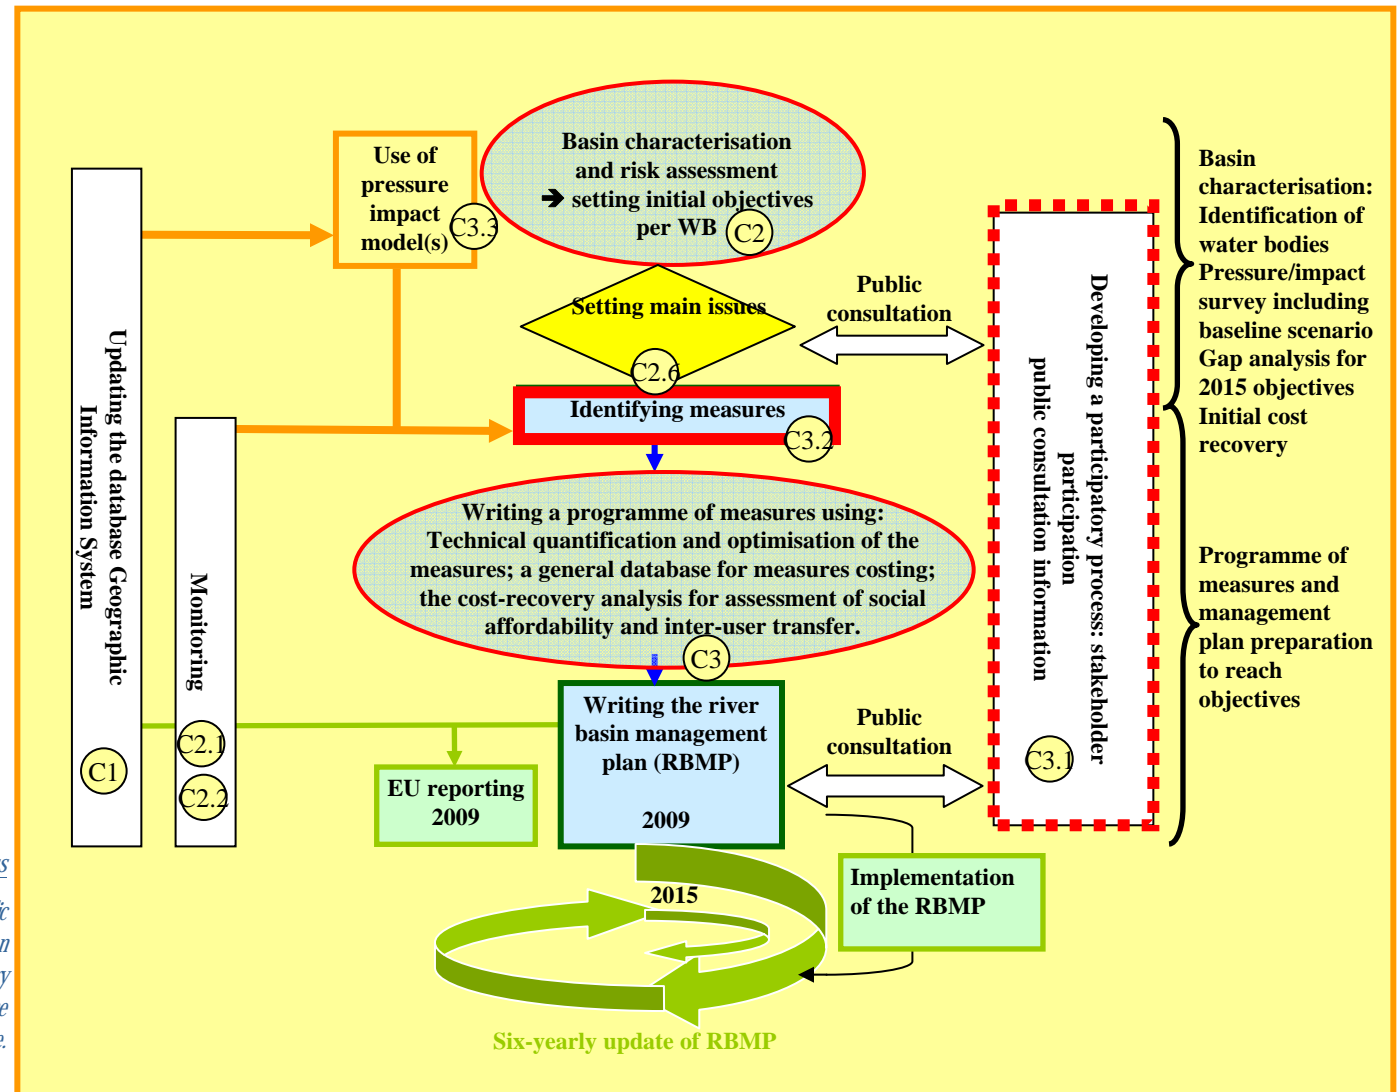 Basin characterisation
and risk assessment
➔ setting initial objectives
per WB
C2
Use of
pressure
impact
model(s)
C3.3
Setting main issues
C2.6
Public
consultation
Identifying measures
C3.2
Writing a programme of measures using:
Technical quantification and optimisation of the
measures; a general database for measures costing;
the cost-recovery analysis for assessment of social
affordability and inter-user transfer.
C3
Writing the river
basin management
plan (RBMP)
2009
Public
consultation
EU reporting
2009
Updating the database Geographic
Information System
C1
Monitoring
C2.1
C2.2
Developing a participatory process: stakeholder
participation
public consultation information
C3.1
Basin
characterisation:
Identification of
water bodies
Pressure/impact
survey including
baseline scenario
Gap analysis for
2015 objectives
Initial cost
recovery
Programme of
measures and
management
plan preparation
to reach
objectives
2015
Implementation
of the RBMP
Six-yearly update of RBMP